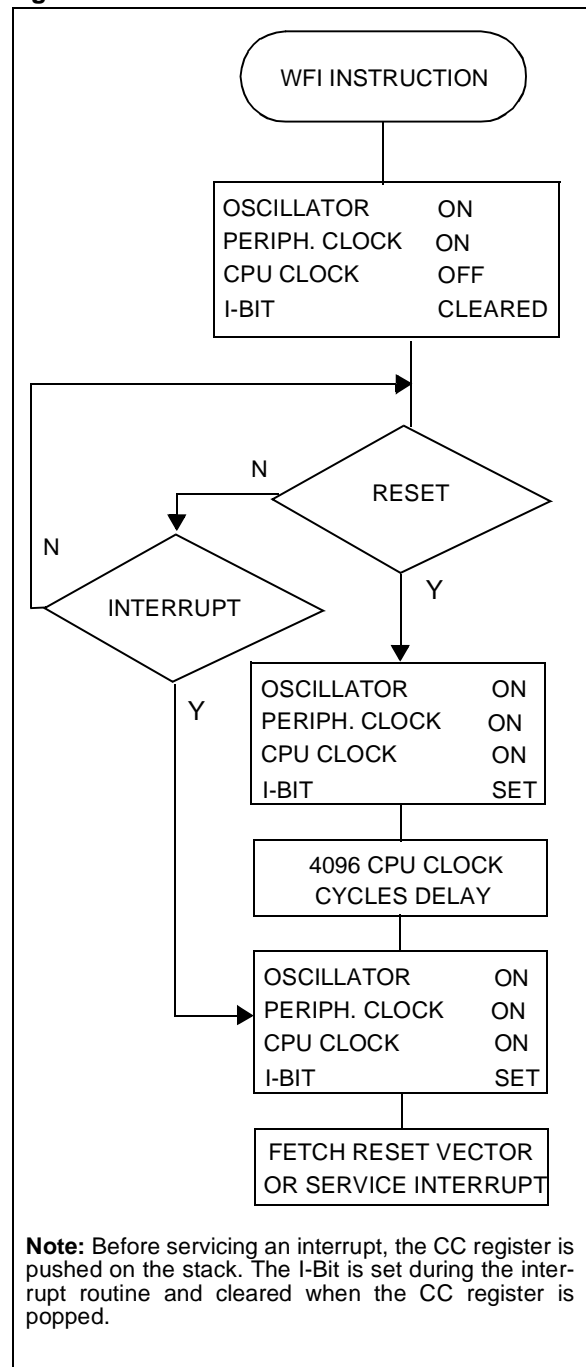 WFI INSTRUCTION
OSCILLATOR ON
PERIPH. CLOCK ON
CPU CLOCK OFF
I-BIT CLEARED
RESET
N
INTERRUPT
N
Y
Y
OSCILLATOR ON
PERIPH. CLOCK ON
CPU CLOCK ON
I-BIT SET
4096 CPU CLOCK
CYCLES DELAY
OSCILLATOR ON
PERIPH. CLOCK ON
CPU CLOCK ON
I-BIT SET
FETCH RESET VECTOR
OR SERVICE INTERRUPT
Note: Before servicing an interrupt, the CC register is
pushed on the stack. The I-Bit is set during the inter-
rupt routine and cleared when the CC register is
popped.